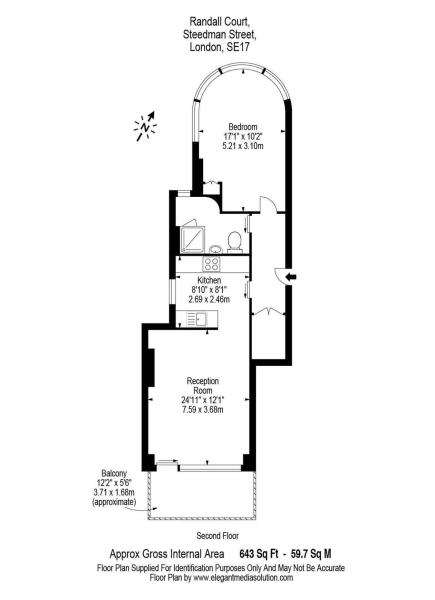 Randall Court,
Steedman Street,
London, SE17
N
Bedroom
17'1" x 10'2"
5.21 x 3.10m
Kitchen
8'10" x 8'1"
2.69 x 2.46m
Reception
Room
24'11" x 12'1"
7.59 x 3.68m
Balcony
12'2" x 5'6"
3.71 x 1.68m
(approximate)
Second Floor
Approx Gross Internal Area 643 Sq Ft - 59.7 Sq M
Floor Plan Supplied For Identification Purposes Only And May Not Be Accurate
Floor Plan by www.elegantmediasolution.com